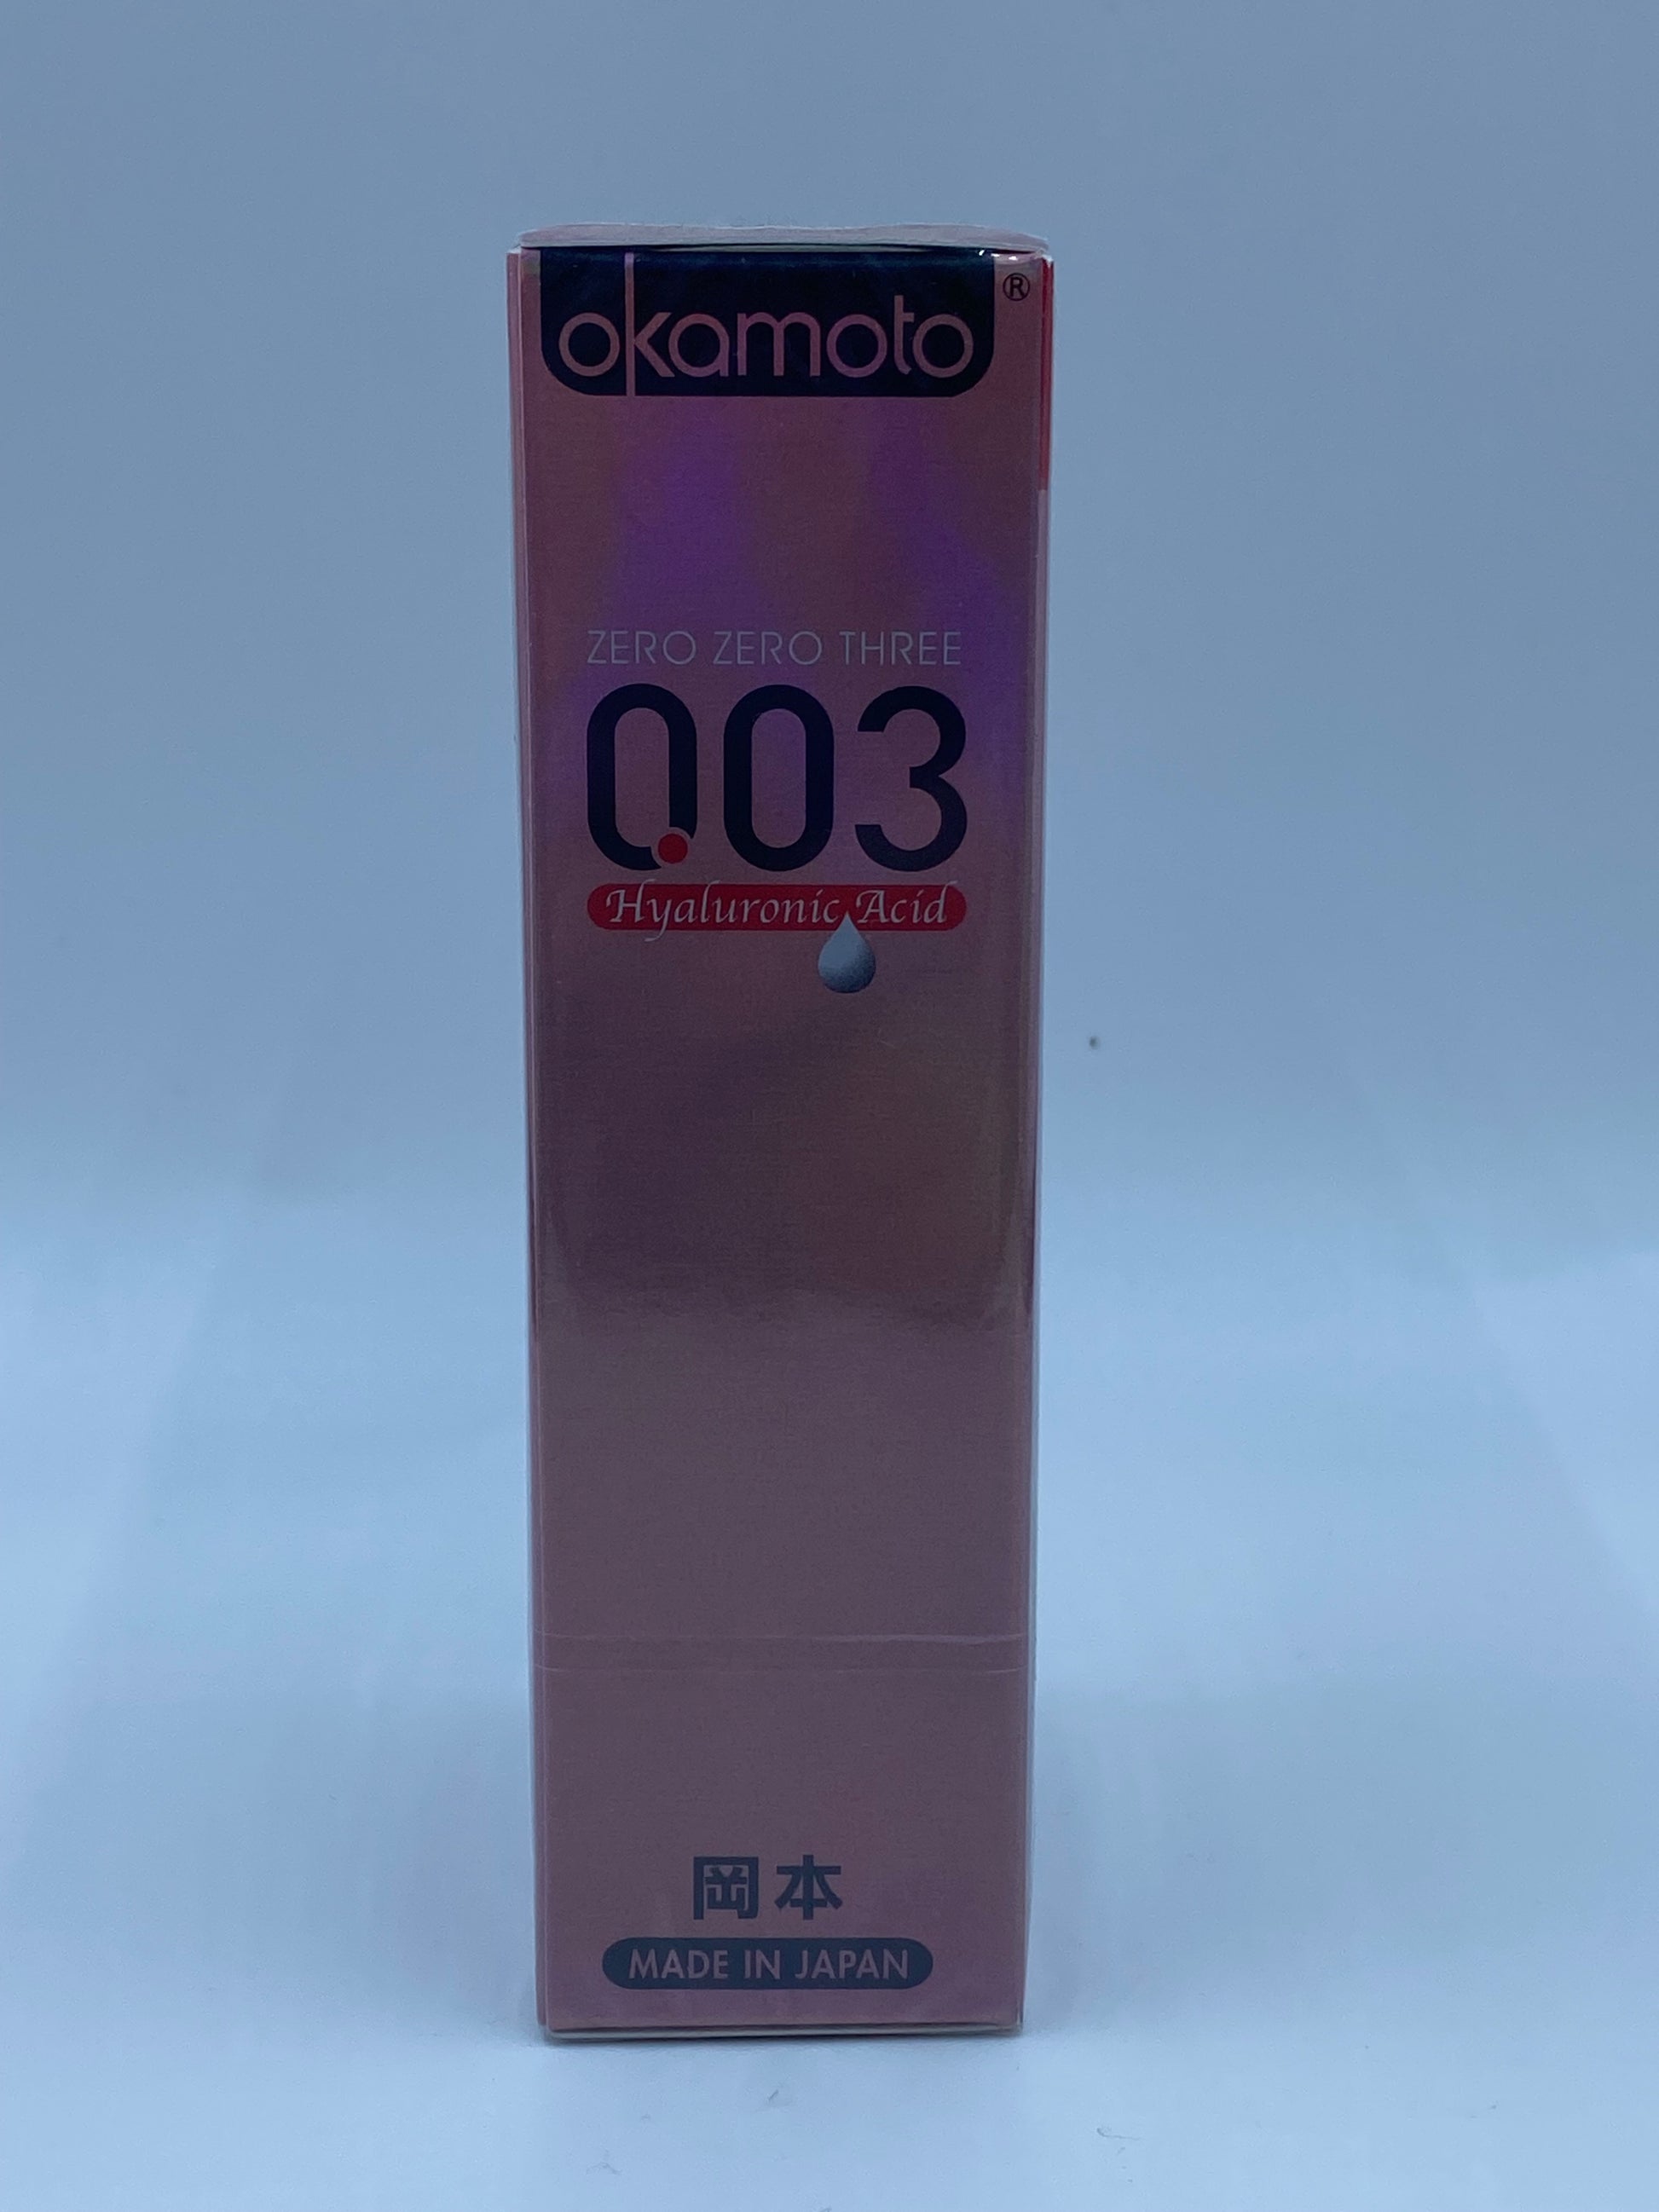 okamoto®
ZERO ZERO THREE
0.03
Hyaluronic Acid
岡本
MADE IN JAPAN